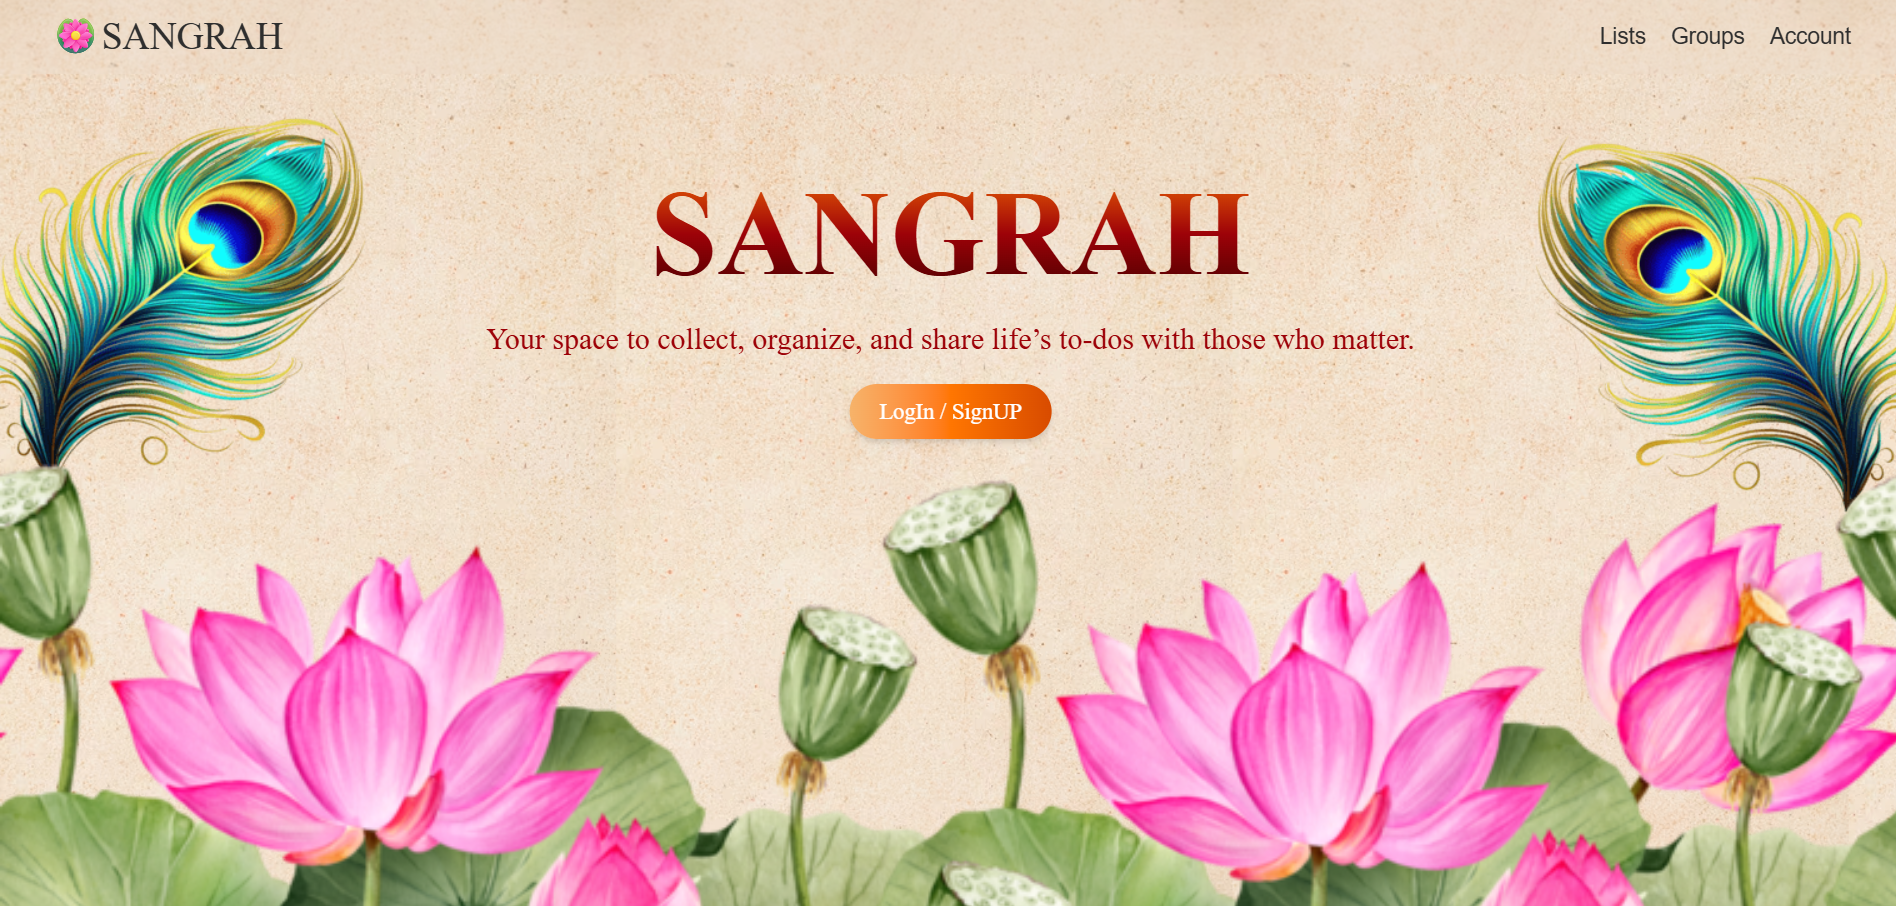 SANGRAH
Lists Groups Account
SANGRAH
Your space to collect, organize, and share life’s to-dos with those who matter.
LogIn / SignUP